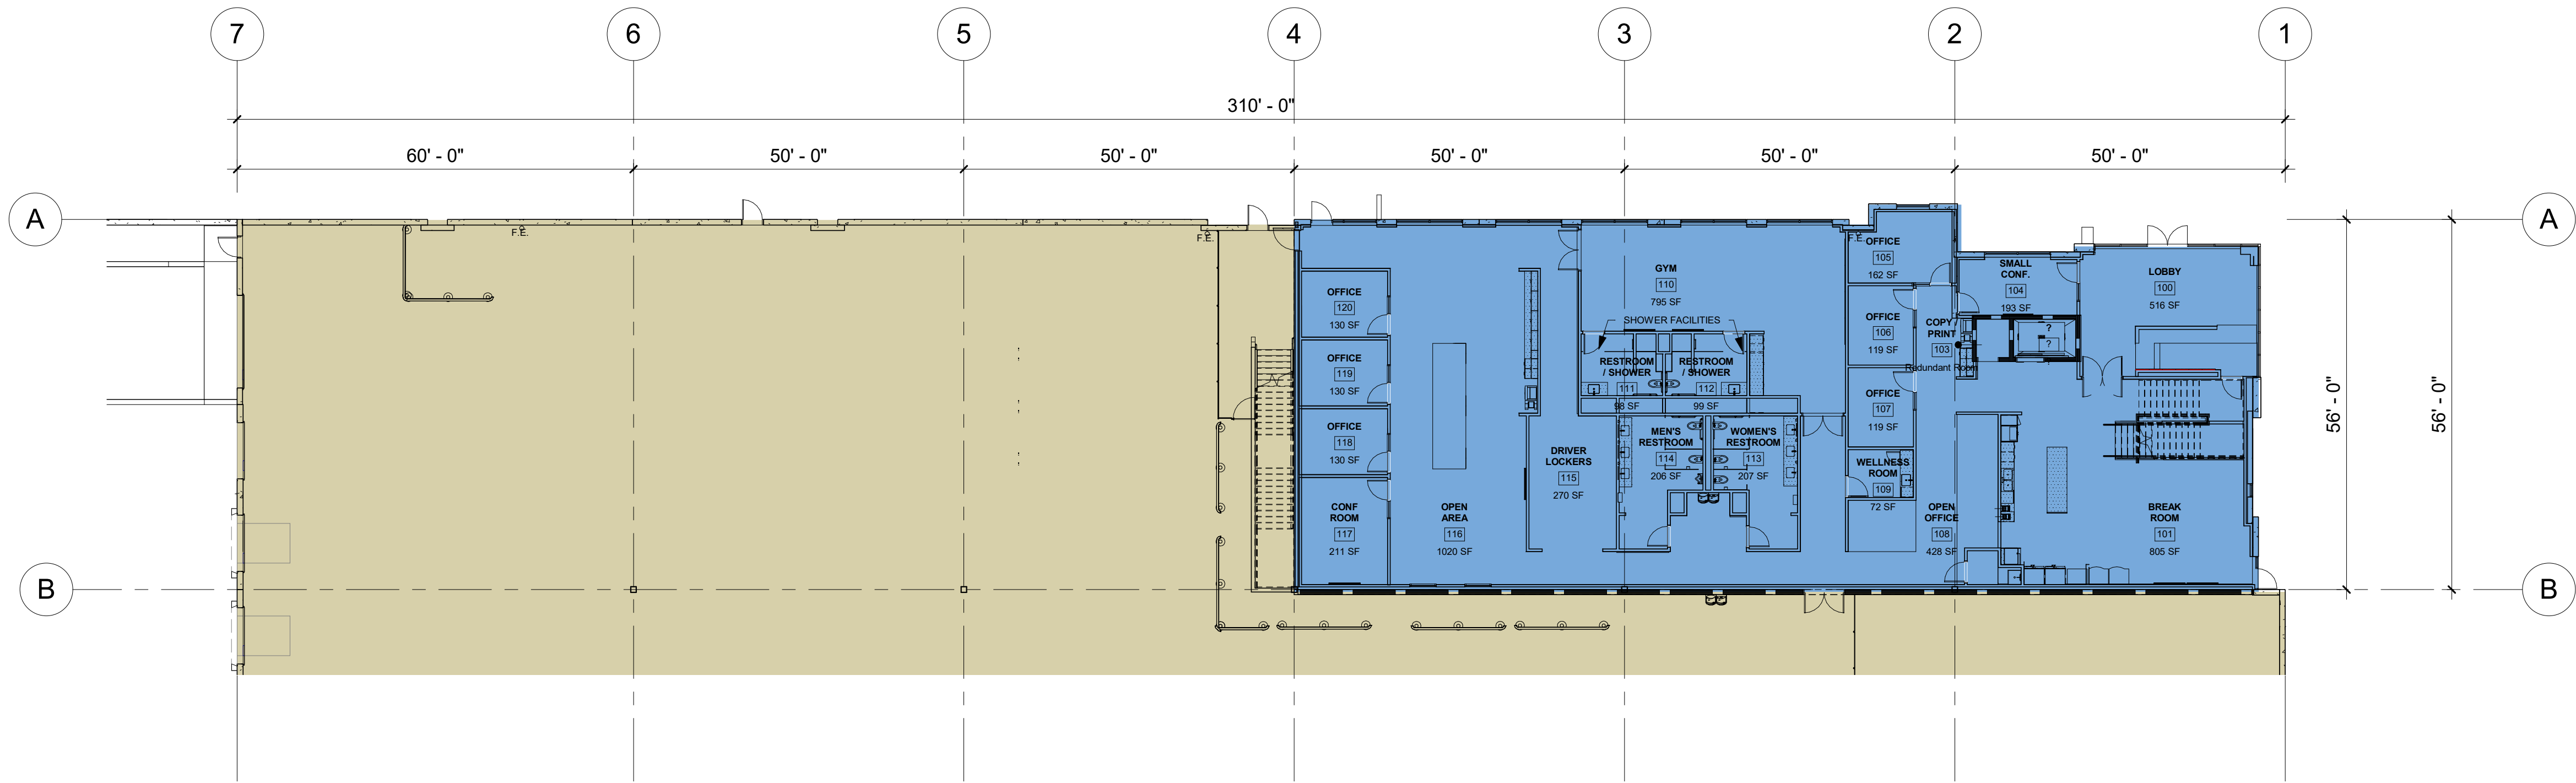 7
6
5
4
3
2
1
310' - 0"
60' - 0"
50' - 0"
50' - 0"
50' - 0"
50' - 0"
50' - 0"
A
A
F.E.
F.E.
F.E.
OFFICE
105
162 SF
SMALL
CONF.
104
193 SF
LOBBY
100
516 SF
GYM
110
795 SF
SHOWER FACILITIES
OFFICE
120
130 SF
OFFICE
106
119 SF
COPY
PRINT
103
Redundant Room
?
?
RESTROOM
/ SHOWER
111
98 SF
RESTROOM
/ SHOWER
112
99 SF
OFFICE
119
130 SF
OFFICE
107
119 SF
56' - 0"
56' - 0"
OFFICE
118
130 SF
DRIVER
LOCKERS
115
270 SF
MEN'S
RESTROOM
114
206 SF
WOMEN'S
RESTROOM
113
207 SF
WELLNESS
ROOM
109
72 SF
CONF
ROOM
117
211 SF
OPEN
AREA
116
1020 SF
OPEN
OFFICE
108
428 SF
BREAK
ROOM
101
805 SF
B
B